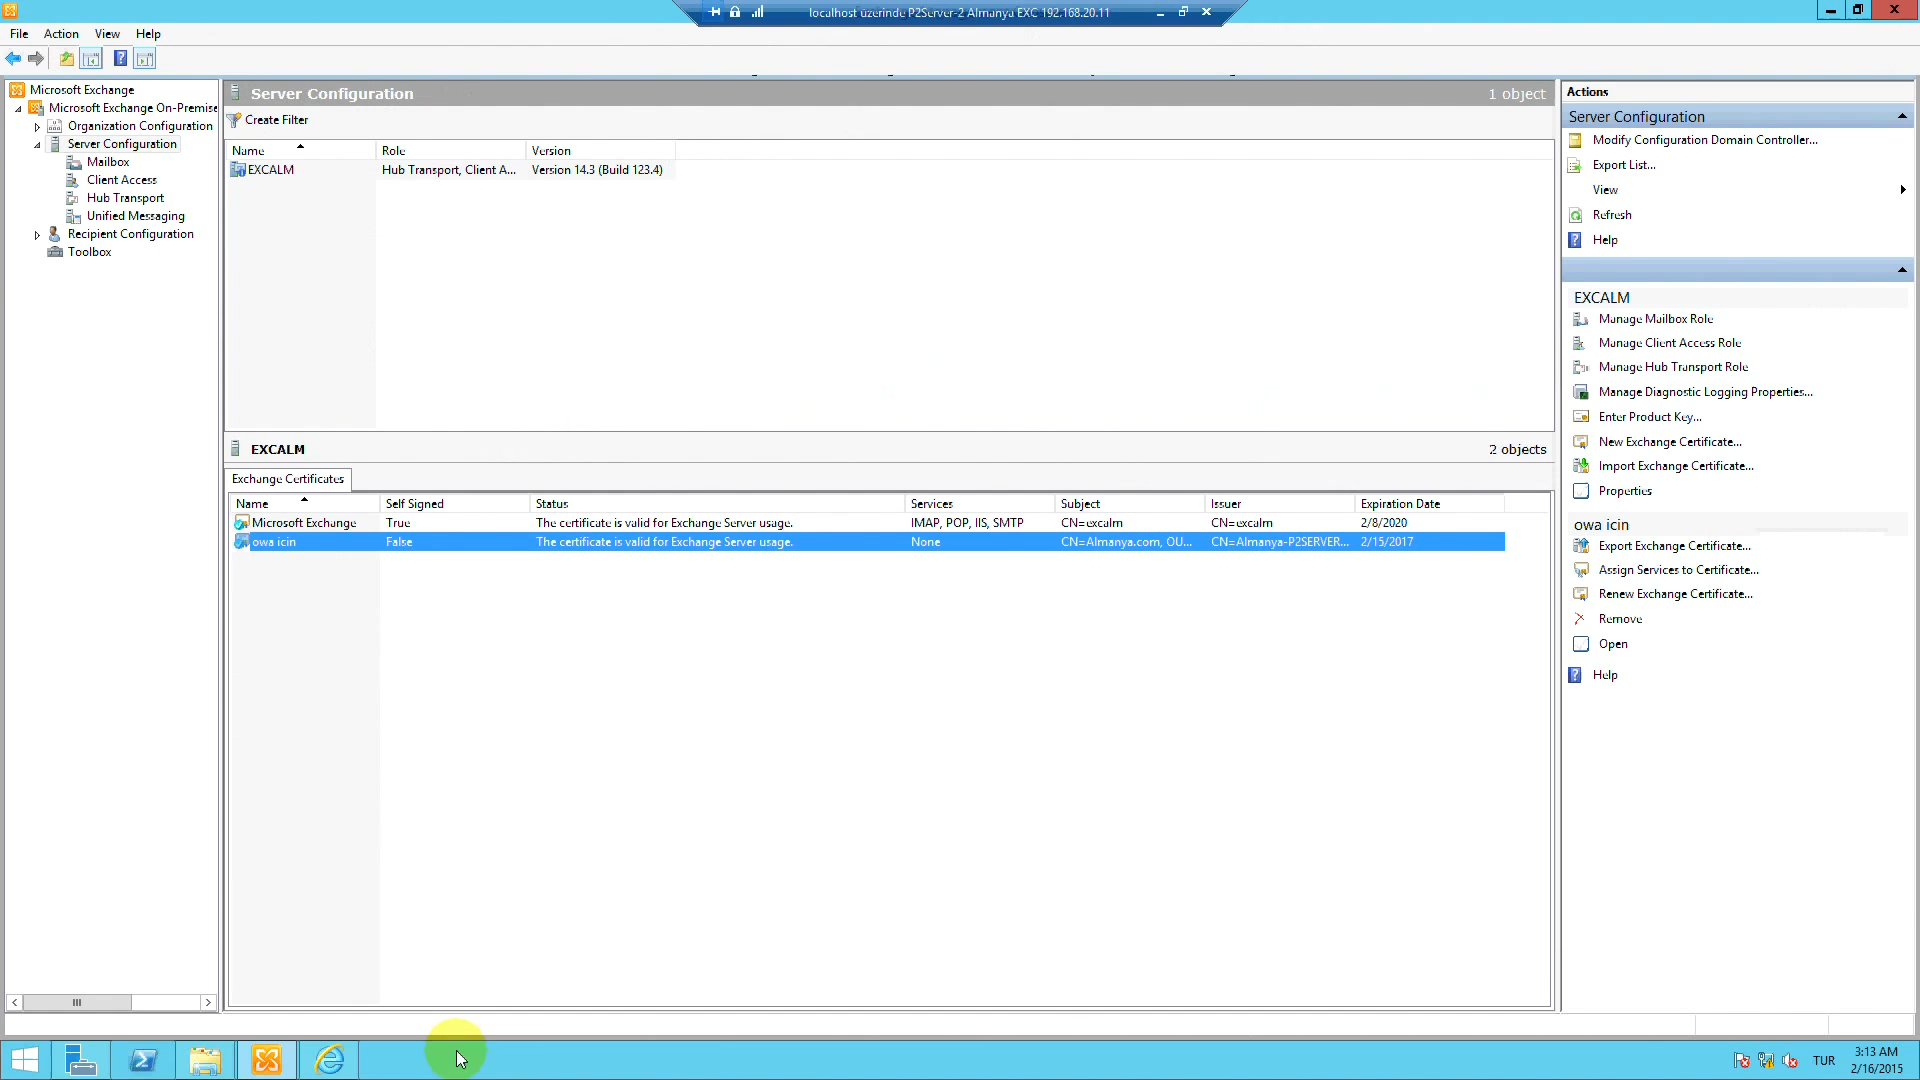 localhost üzerinde P2Server-2 Almanya EXC 192.168.20.11
File Action View Help
Microsoft Exchange
Microsoft Exchange On-Premise
Organization Configuration
Server Configuration
Mailbox
Client Access
Hub Transport
Unified Messaging
Recipient Configuration
Toolbox
Server Configuration 1 object
Create Filter
Name Role Version
EXCALM Hub Transport, Client A... Version 14.3 (Build 123.4)
EXCALM 2 objects
Exchange Certificates
Name Self Signed Status Services Subject Issuer Expiration Date
Microsoft Exchange True The certificate is valid for Exchange Server usage. IMAP, POP, IIS, SMTP CN=excalm CN=excalm 2/8/2020
owa icin False The certificate is valid for Exchange Server usage. None CN=Almanya.com, OU... CN=Almanya-P2SERVER... 2/15/2017
Actions
Server Configuration
Modify Configuration Domain Controller...
Export List...
View
Refresh
Help
EXCALM
Manage Mailbox Role
Manage Client Access Role
Manage Hub Transport Role
Manage Diagnostic Logging Properties...
Enter Product Key...
New Exchange Certificate...
Import Exchange Certificate...
Properties
owa icin
Export Exchange Certificate...
Assign Services to Certificate...
Renew Exchange Certificate...
Remove
Open
Help
TUR
3:13 AM
2/16/2015